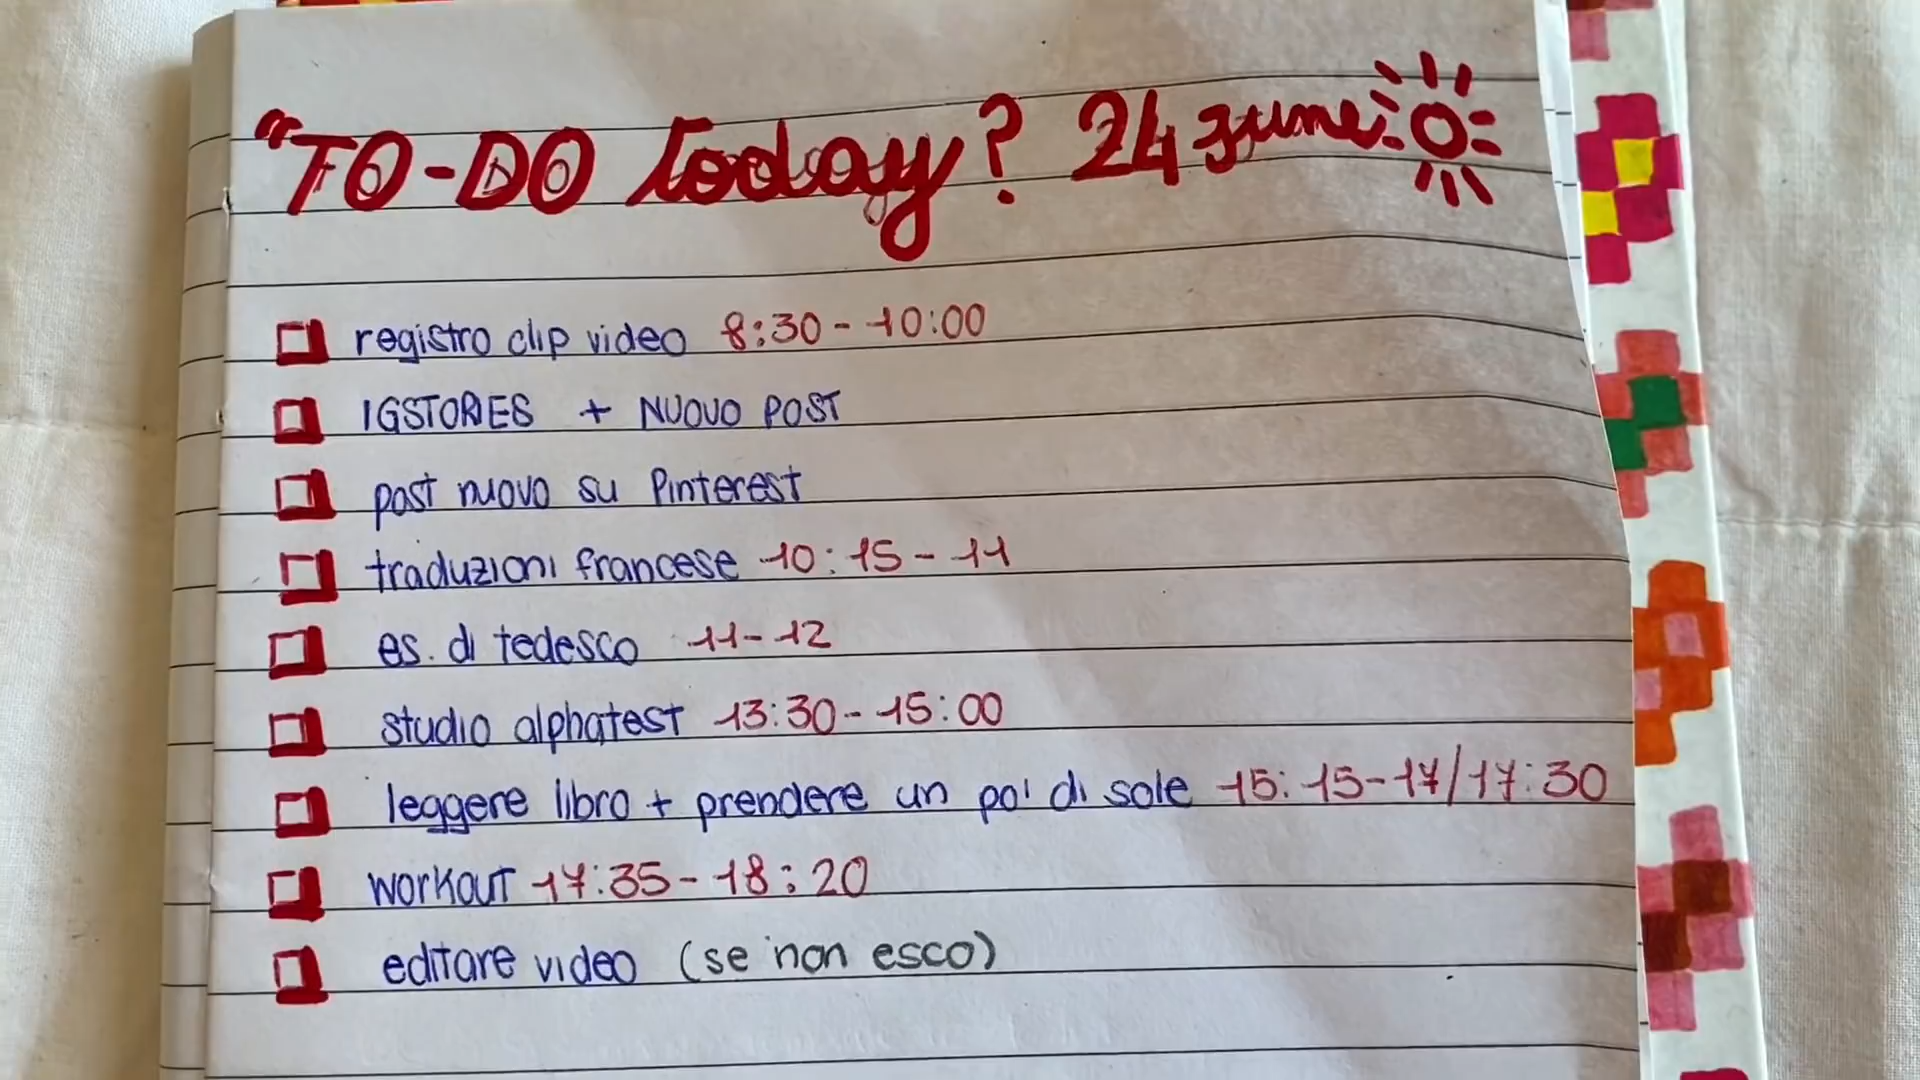 "TO-DO today? 24 june
registro clip video 8:30 - 10:00
IGSTORIES + NUOVO POST
post nuovo su Pinterest
traduzioni francese 10:15 - 11
es. di tedesco 11-12
studio alphatest 13:30 - 15:00
leggere libro + prendere un po' di sole 15:15-17/17:30
workout 17:35 - 18:20
editare video (se non esco)